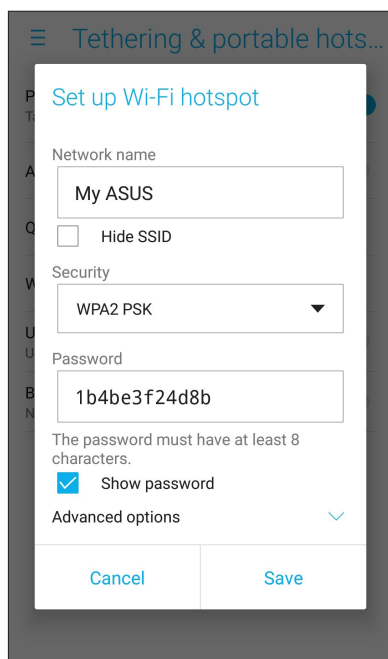 Tethering & portable hots...
Set up Wi-Fi hotspot
Network name
My ASUS
Hide SSID
Security
WPA2 PSK
Password
1b4be3f24d8b
The password must have at least 8
characters.
Show password
Advanced options
Cancel
Save